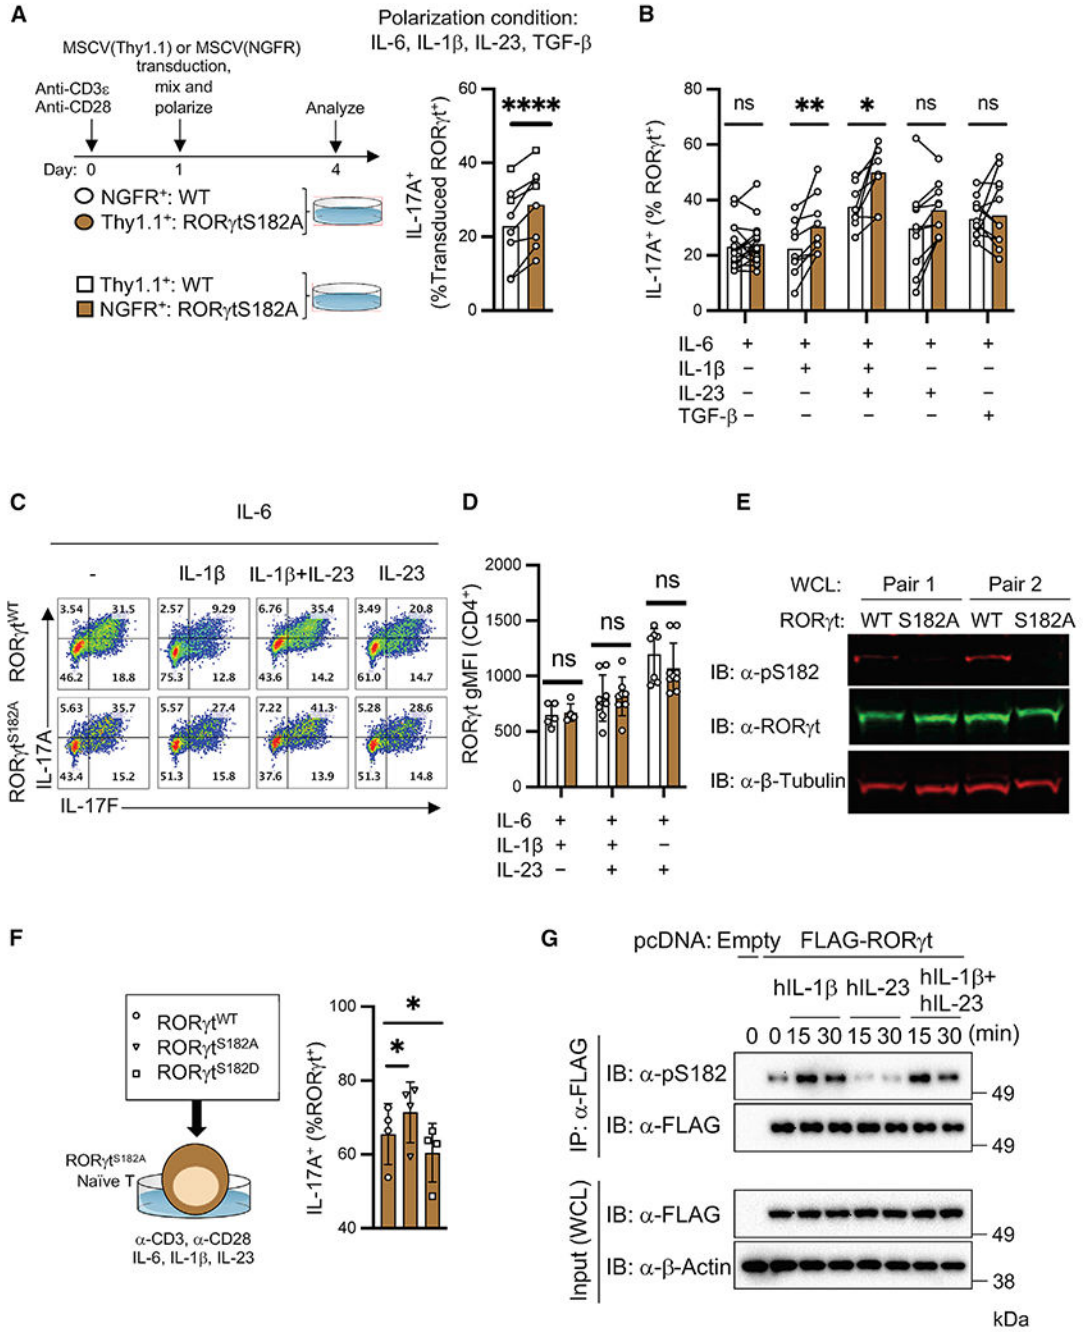 A
Polarization condition:
IL-6, IL-1β, IL-23, TGF-β
MSCV(Thy1.1) or MSCV(NGFR)
transduction,
mix and
polarize
Anti-CD3ε
Anti-CD28
Analyze
Day: 0 1 4
NGFR⁺: WT
Thy1.1⁺: RORγtS182A
Thy1.1⁺: WT
NGFR⁺: RORγtS182A
IL-17A⁺
(%Transduced RORγt⁺)
60
40
20
0
****
B
IL-17A⁺ (% RORγt⁺)
80
60
40
20
0
ns ** * ns ns
IL-6 + + + + +
IL-1β – + + – –
IL-23 – – + + –
TGF-β – – – – +
C
IL-6
- IL-1β IL-1β+IL-23 IL-23
RORγtᵂᵀ
3.54 31.5 2.57 9.29 6.76 35.4 3.49 20.8
46.2 18.8 75.3 12.8 43.6 14.2 61.0 14.7
RORγtS182A
5.63 35.7 5.57 27.4 7.22 41.3 5.28 28.6
43.4 15.2 51.3 15.8 37.6 13.9 51.3 14.8
IL-17A
IL-17F
D
RORγt gMFI (CD4⁺)
2000
1500
1000
500
0
ns ns ns
IL-6 + + +
IL-1β + + –
IL-23 – + +
E
WCL: Pair 1 Pair 2
RORγt: WT S182A WT S182A
IB: α-pS182
IB: α-RORγt
IB: α-β-Tubulin
F
RORγtᵂᵀ
RORγtS182A
RORγtS182D
RORγtS182A
Naïve T
α-CD3, α-CD28
IL-6, IL-1β, IL-23
IL-17A⁺ (%RORγt⁺)
100
80
60
40
*
*
G
pcDNA: Empty FLAG-RORγt
hIL-1β hIL-23 hIL-1β+
hIL-23
0 0 15 30 15 30 15 30 (min)
IP: α-FLAG
IB: α-pS182
49
IB: α-FLAG
49
Input (WCL)
IB: α-FLAG
49
IB: α-β-Actin
38
kDa